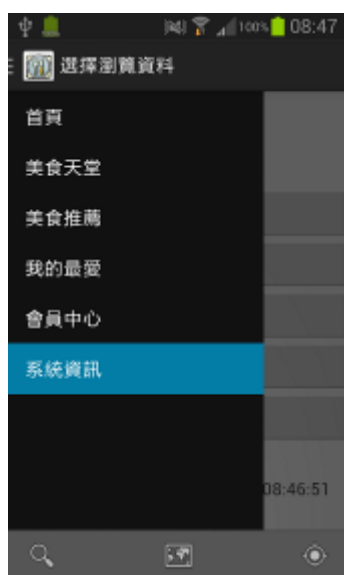 100% 08:47
選擇瀏覽資料
首頁
美食天堂
美食推薦
我的最愛
會員中心
系統資訊
08:46:51